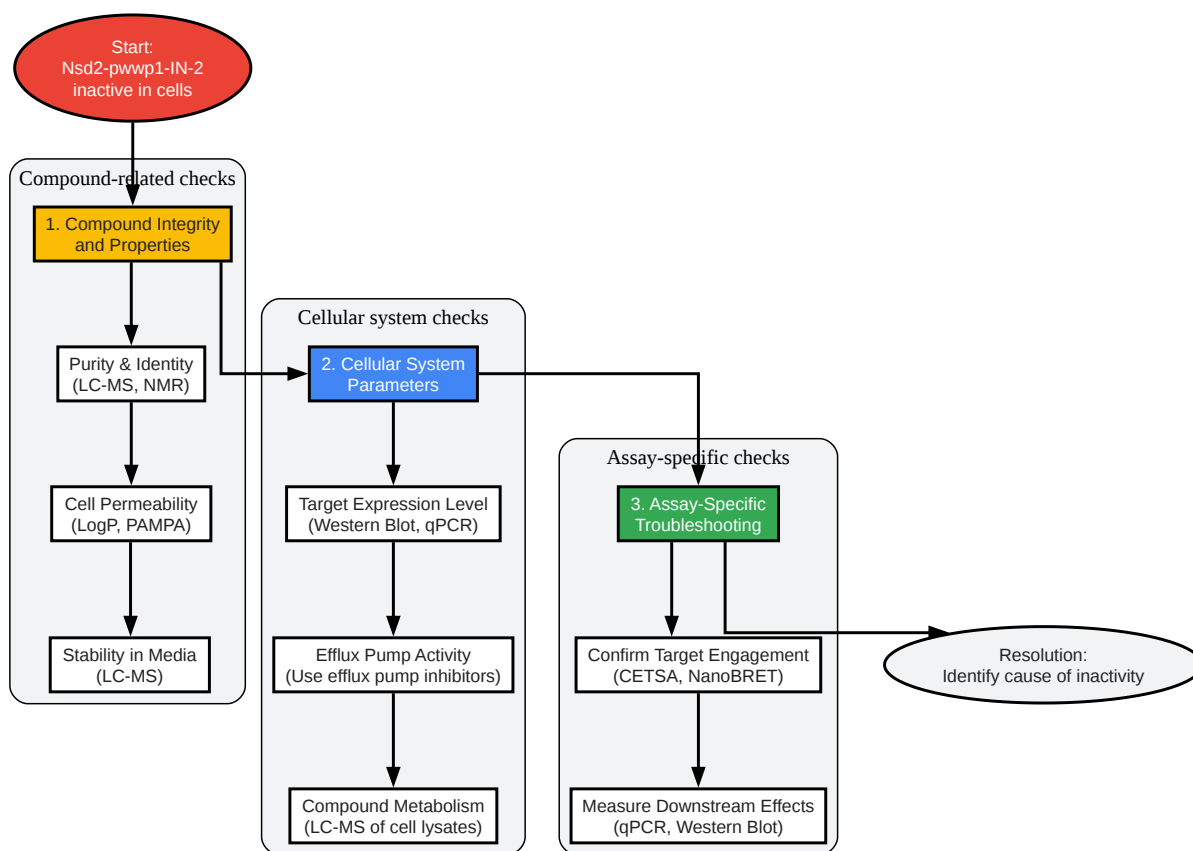 Start:
Nsd2-pwwp1-IN-2
inactive in cells
Compound-related checks
1. Compound Integrity
and Properties
Purity & Identity
(LC-MS, NMR)
Cell Permeability
(LogP, PAMPA)
Stability in Media
(LC-MS)
Cellular system checks
2. Cellular System
Parameters
Target Expression Level
(Western Blot, qPCR)
Efflux Pump Activity
(Use efflux pump inhibitors)
Compound Metabolism
(LC-MS of cell lysates)
Assay-specific checks
3. Assay-Specific
Troubleshooting
Confirm Target Engagement
(CETSA, NanoBRET)
Measure Downstream Effects
(qPCR, Western Blot)
Resolution:
Identify cause of inactivity